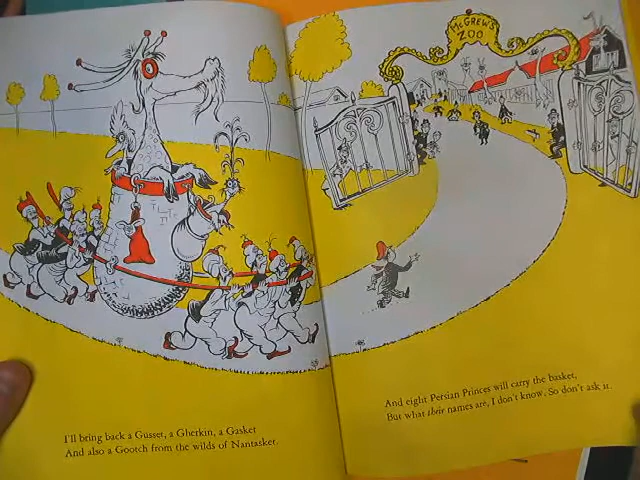 McGREW'S
ZOO
I'll bring back a Gusset, a Gherkin, a Gasket
And also a Gootch from the wilds of Nantasket.
And eight Persian Princes will carry the basket,
But what their names are, I don't know. So don't ask it.